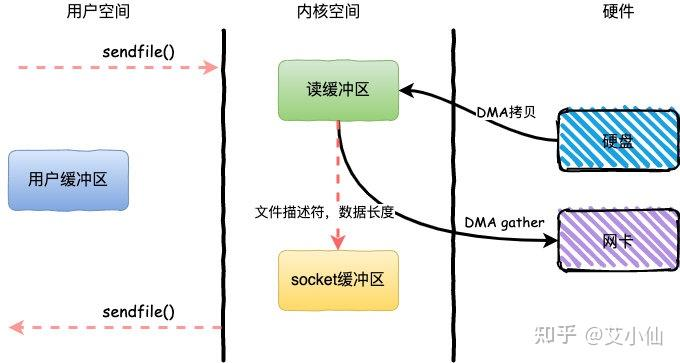 用户空间
内核空间
硬件
sendfile()
读缓冲区
DMA拷贝
硬盘
用户缓冲区
文件描述符，数据长度
DMA gather
网卡
socket缓冲区
sendfile()
知乎 @艾小仙